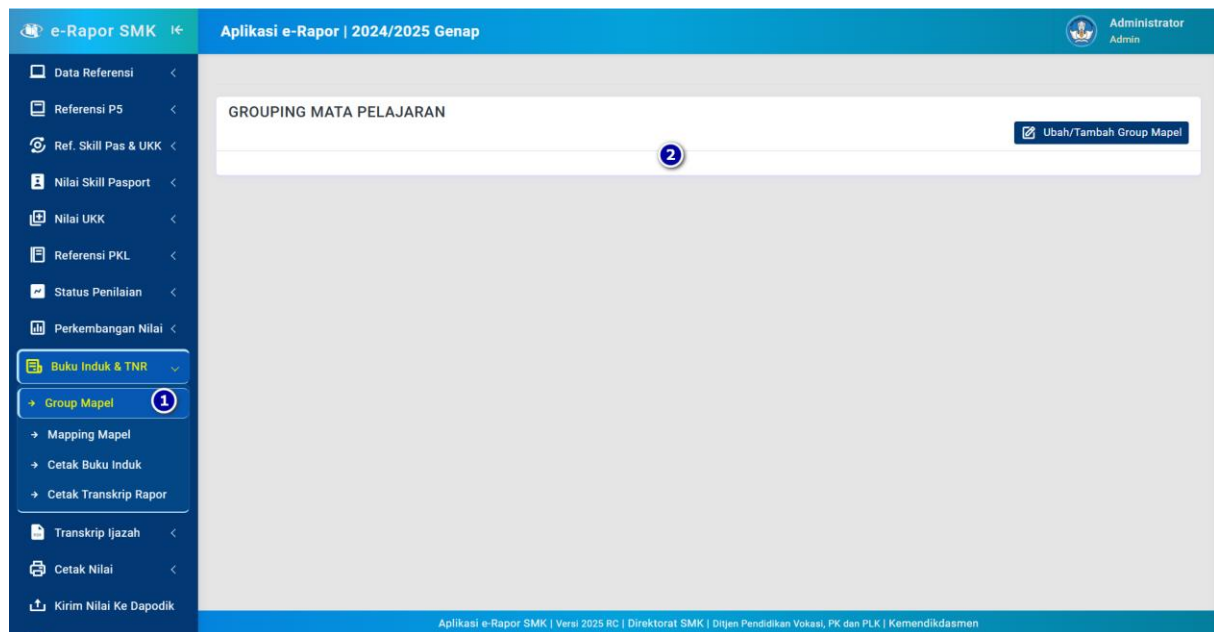 e-Rapor SMK
Aplikasi e-Rapor | 2024/2025 Genap
Administrator
Admin
Data Referensi
Referensi P5
Ref. Skill Pas & UKK
Nilai Skill Pasport
Nilai UKK
Referensi PKL
Status Penilaian
Perkembangan Nilai
Buku Induk & TNR
Group Mapel
1
Mapping Mapel
Cetak Buku Induk
Cetak Transkrip Rapor
Transkrip Ijazah
Cetak Nilai
Kirim Nilai Ke Dapodik
GROUPING MATA PELAJARAN
Ubah/Tambah Group Mapel
2
Aplikasi e-Rapor SMK | Versi 2025 RC | Direktorat SMK | Ditjen Pendidikan Vokasi, PK dan PLK | Kemendikdasmen